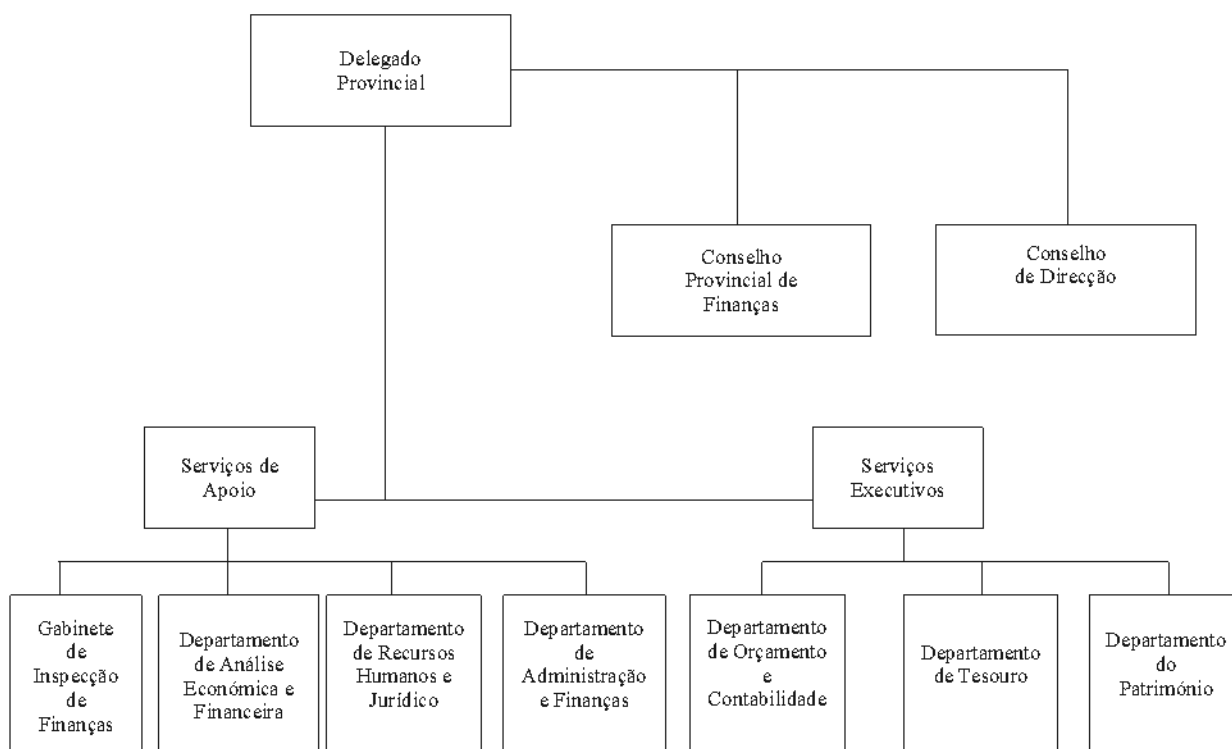 Delegado
Provincial
Conselho
Provincial de
Finanças
Conselho
de Direcção
Serviços de
Apoio
Serviços
Executivos
Gabinete
de
Inspecção
de
Finanças
Departamento
de Análise
Económica e
Financeira
Departamento
de Recursos
Humanos e
Jurídico
Departamento
de
Administração
e Finanças
Departamento
de Orçamento
e
Contabilidade
Departamento
de Tesouro
Departamento
do
Património